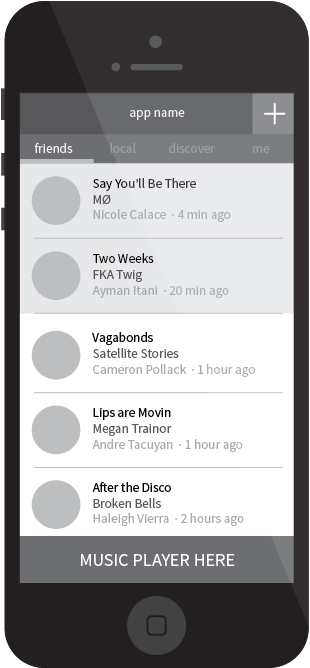 app name
friends local discover me
Say You'll Be There
MØ
Nicole Calace · 4 min ago
Two Weeks
FKA Twig
Ayman Itani · 20 min ago
Vagabonds
Satellite Stories
Cameron Pollack · 1 hour ago
Lips are Movin
Megan Trainor
Andre Tacuyan · 1 hour ago
After the Disco
Broken Bells
Haleigh Vierra · 2 hours ago
MUSIC PLAYER HERE